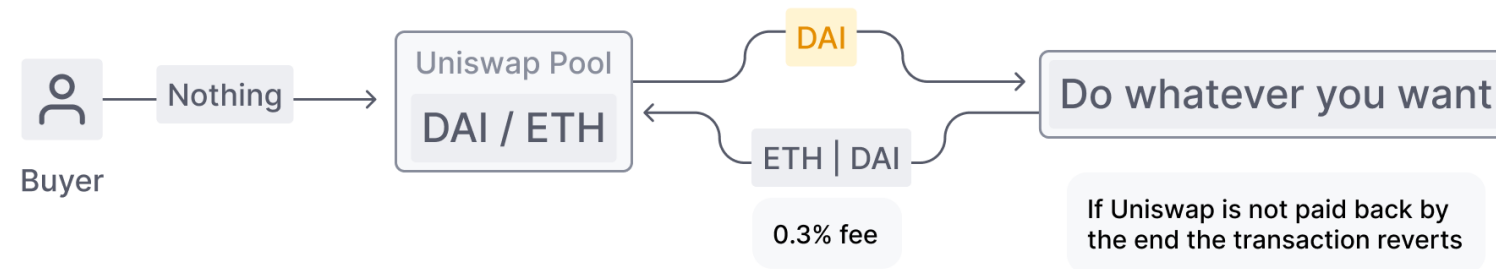 Buyer
Nothing
Uniswap Pool
DAI / ETH
DAI
ETH | DAI
0.3% fee
Do whatever you want
If Uniswap is not paid back by
the end the transaction reverts